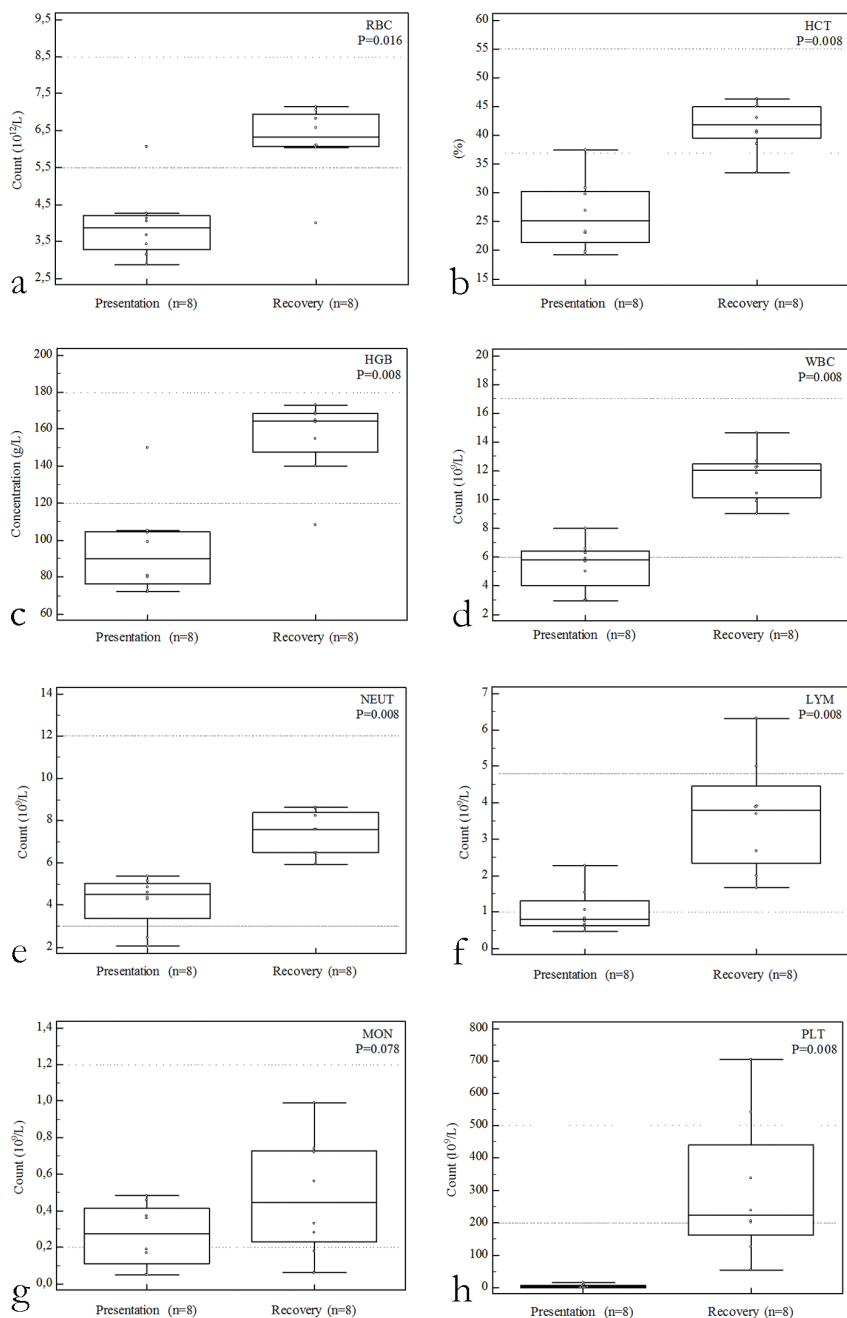 RBC
P=0.016
9,5
8,5
7,5
6,5
5,5
4,5
3,5
2,5
Count (10¹²/L)
Presentation (n=8)
Recovery (n=8)
a
HCT
P=0.008
60
55
50
45
40
35
30
25
20
15
(%)
Presentation (n=8)
Recovery (n=8)
b
HGB
P=0.008
200
180
160
140
120
100
80
60
Concentration (g/L)
Presentation (n=8)
Recovery (n=8)
c
WBC
P=0.008
20
18
16
14
12
10
8
6
4
2
Count (10⁹/L)
Presentation (n=8)
Recovery (n=8)
d
NEUT
P=0.008
14
12
10
8
6
4
2
Count (10⁹/L)
Presentation (n=8)
Recovery (n=8)
e
LYM
P=0.008
7
6
5
4
3
2
1
0
Count (10⁹/L)
Presentation (n=8)
Recovery (n=8)
f
MON
P=0.078
1,4
1,2
1,0
0,8
0,6
0,4
0,2
0,0
Count (10⁹/L)
Presentation (n=8)
Recovery (n=8)
g
PLT
P=0.008
800
700
600
500
400
300
200
100
0
Count (10⁹/L)
Presentation (n=8)
Recovery (n=8)
h